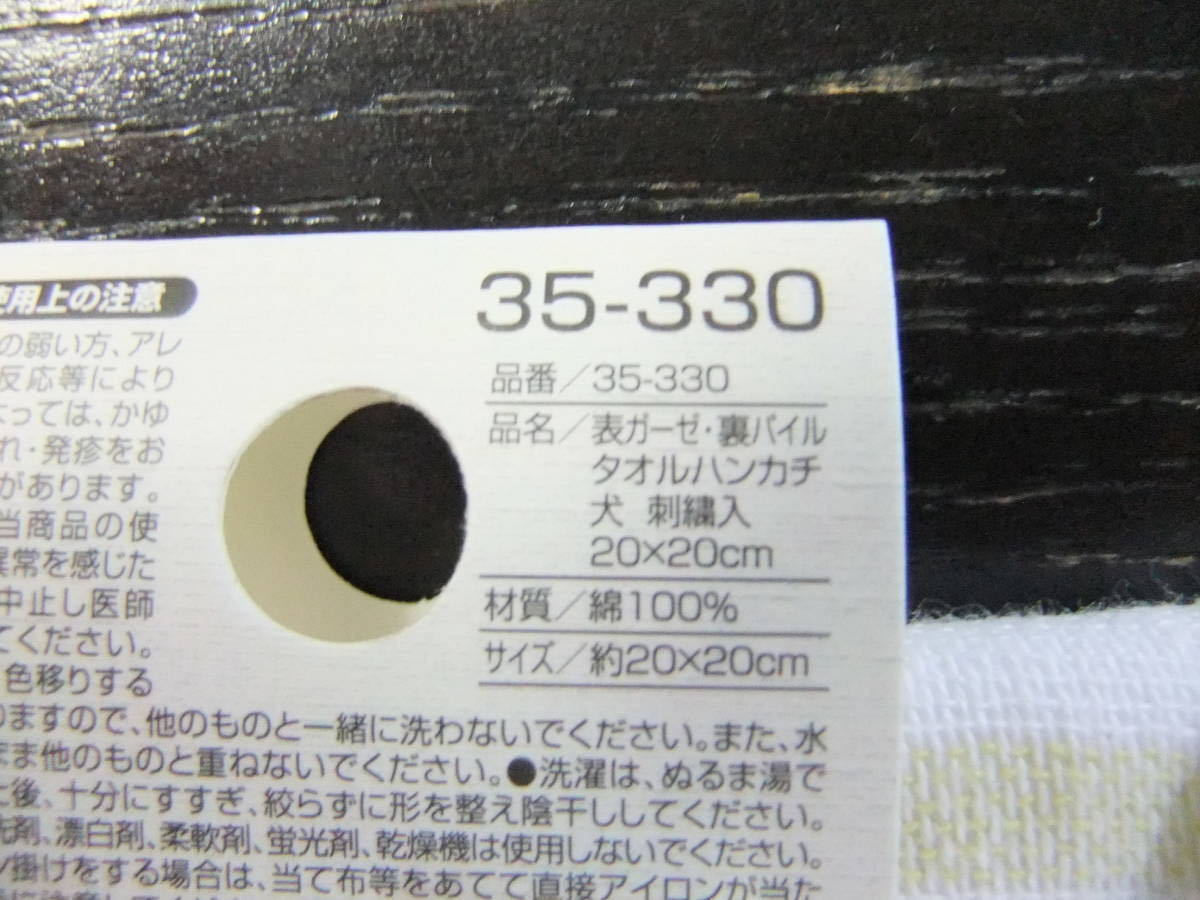 使用上の注意
の弱い方、アレ
反応等により
よっては、かゆ
れ・発疹をお
があります。
当商品の使
異常を感じた
中止し医師
てください。
色移りする
35-330
品番／35-330
品名／表ガーゼ・裏パイル
タオルハンカチ
犬 刺繍入
20×20cm
材質／綿100%
サイズ／約20×20cm
りますので、他のものと一緒に洗わないでください。また、水
まま他のものと重ねないでください。●洗濯は、ぬるま湯で
た後、十分にすすぎ、絞らずに形を整え陰干ししてください。
洗剤、漂白剤、柔軟剤、蛍光剤、乾燥機は使用しないでください。
ン掛けをする場合は、当て布等をあてて直接アイロンが当た